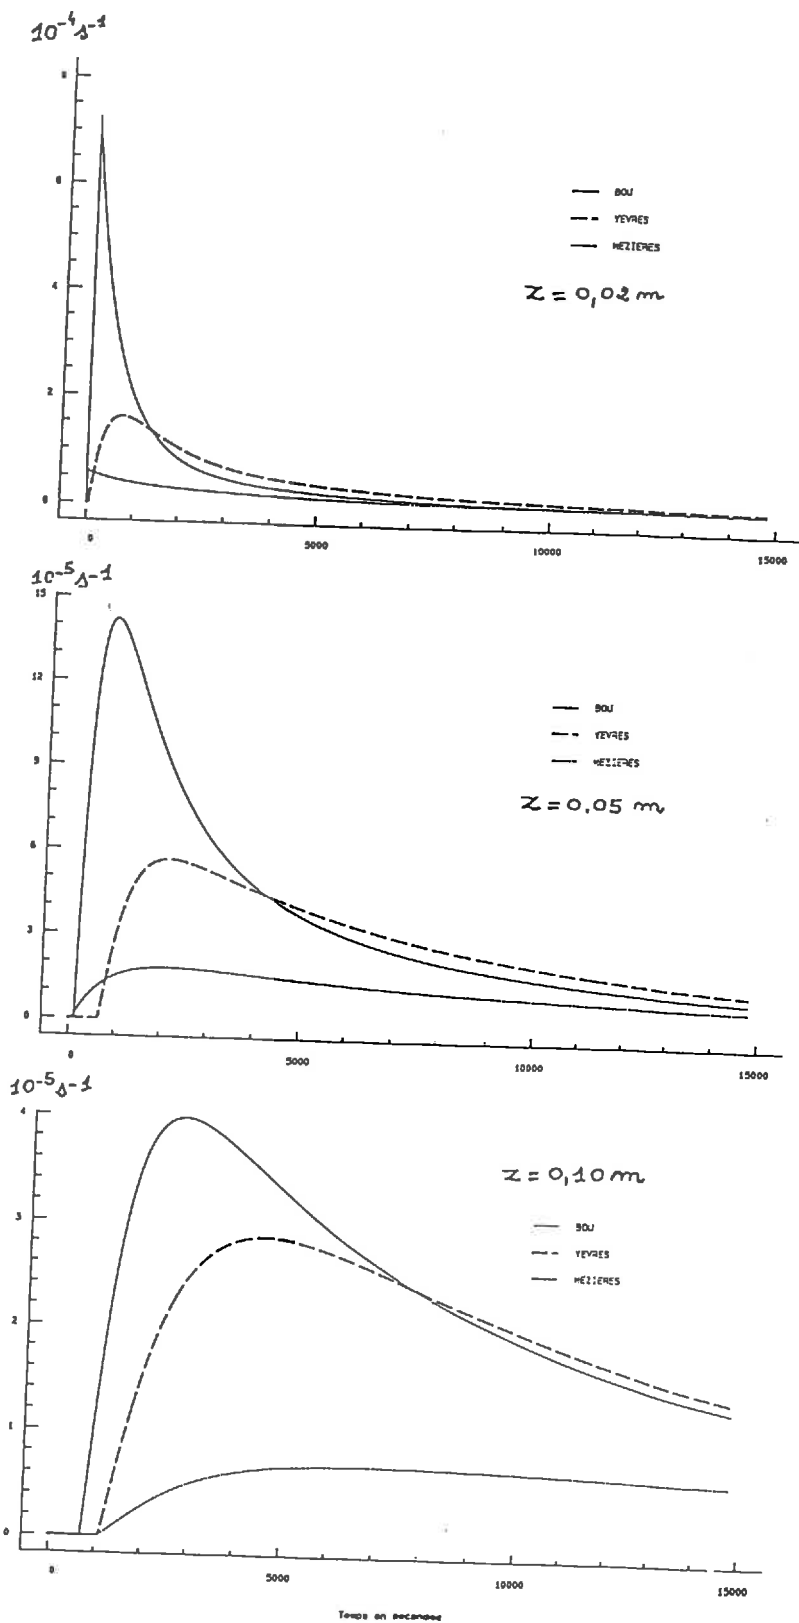 10⁻⁴s⁻¹
8
6
4
2
0
BOU
YEVRES
MEZIERES
z = 0,02 m
0 5000 10000 15000
10⁻⁵s⁻¹
15
12
9
6
3
0
BOU
YEVRES
MEZIERES
z = 0,05 m
0 5000 10000 15000
10⁻⁵s⁻¹
4
3
2
1
0
z = 0,10 m
BOU
YEVRES
MEZIERES
0 5000 10000 15000
Temps en secondes